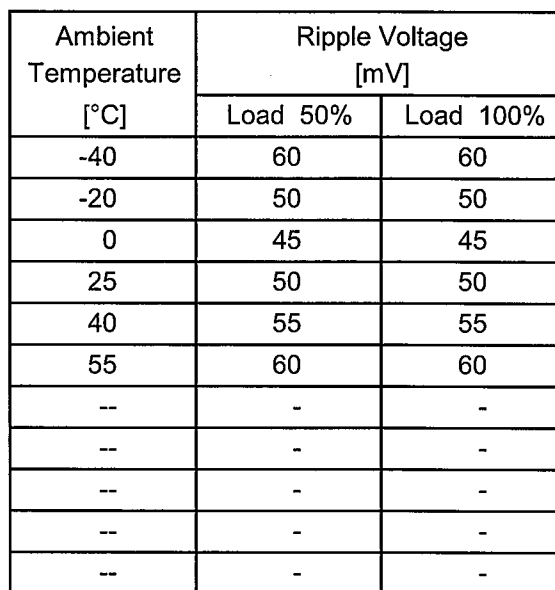 Ambient Temperature [°C] Ripple Voltage [mV]
Load 50% Load 100%
-40 60 60
-20 50 50
0 45 45
25 50 50
40 55 55
55 60 60
-- - -
-- - -
-- - -
-- - -
-- - -